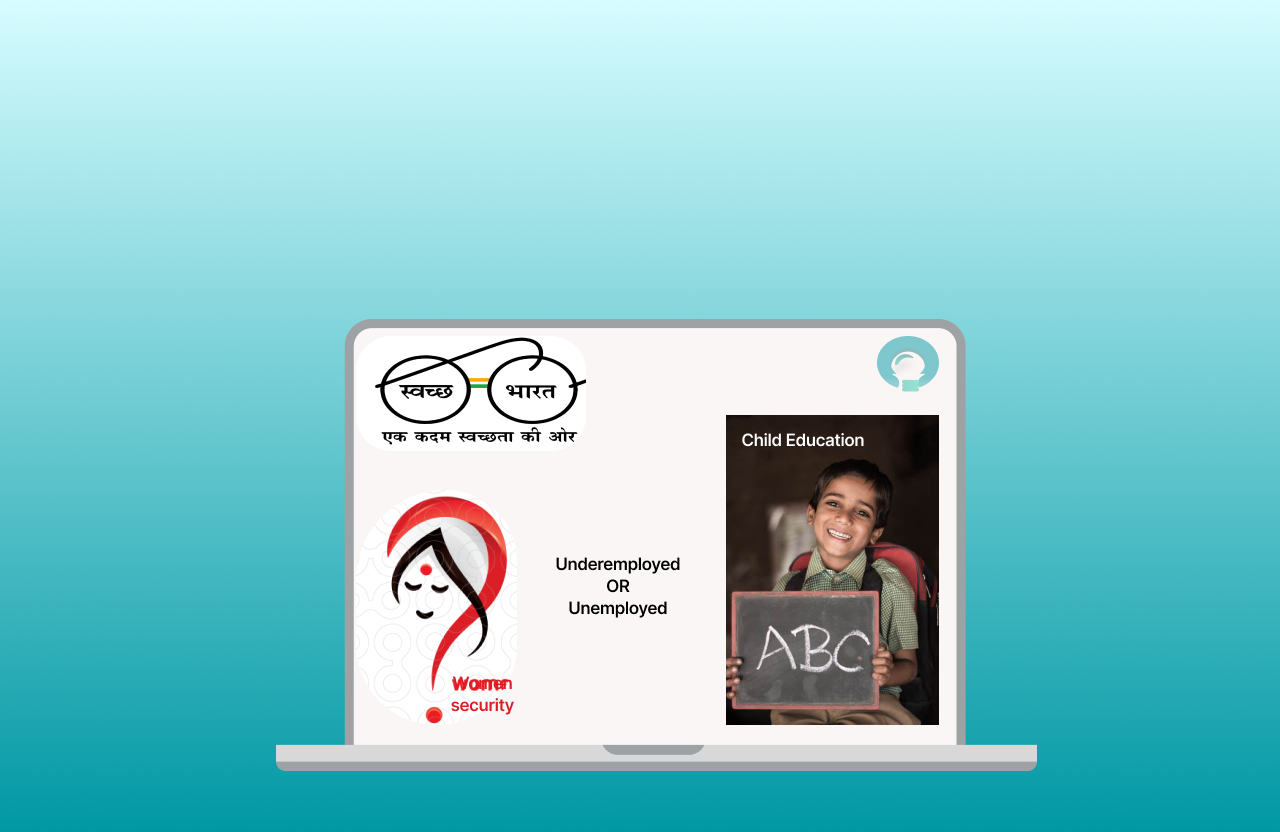 स्वच्छ भारत
एक कदम स्वच्छता की ओर
Child Education
Underemployed
OR
Unemployed
ABC
Women
security